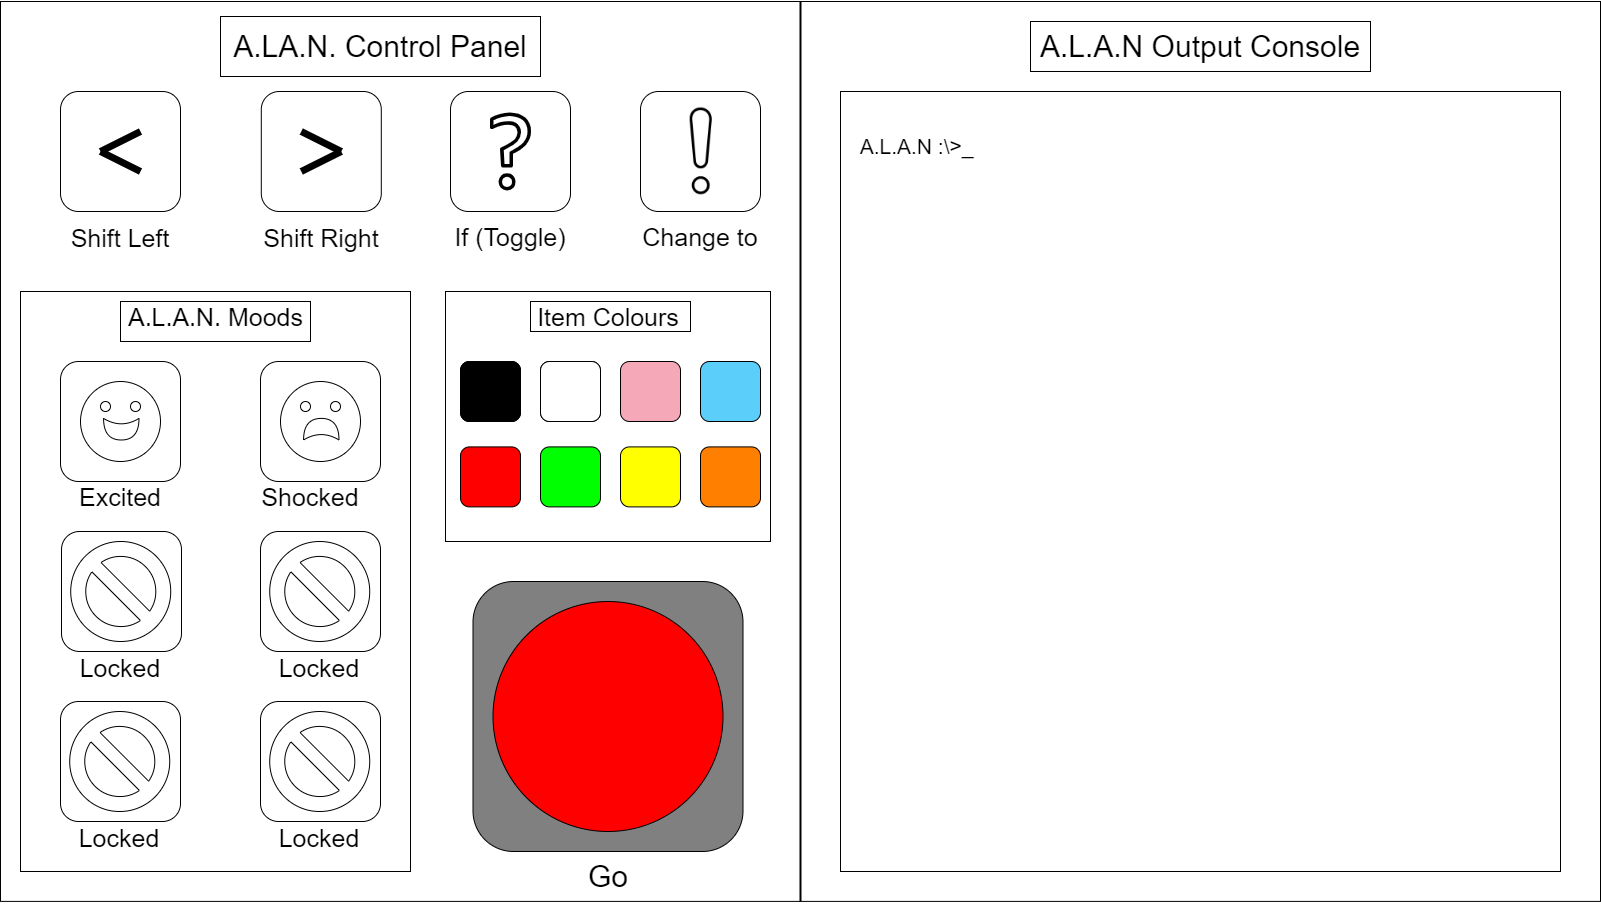 A.LA.N. Control Panel
<
>
?
!
Shift Left
Shift Right
If (Toggle)
Change to
A.L.A.N. Moods
Excited
Shocked
Locked
Locked
Locked
Locked
Item Colours
Go
A.L.A.N Output Console
A.L.A.N :\>_